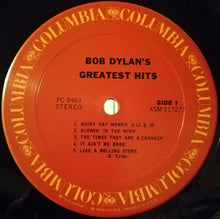 COLUMBIA
BOB DYLAN'S
GREATEST HITS
PC 9463
STEREO
SIDE 1
XSM 117277
1. RAINY DAY WOMEN #12 & 35
2. BLOWIN' IN THE WIND
3. THE TIMES THEY ARE A-CHANGIN'
4. IT AIN'T ME BABE
5. LIKE A ROLLING STONE
-B. Dylan-